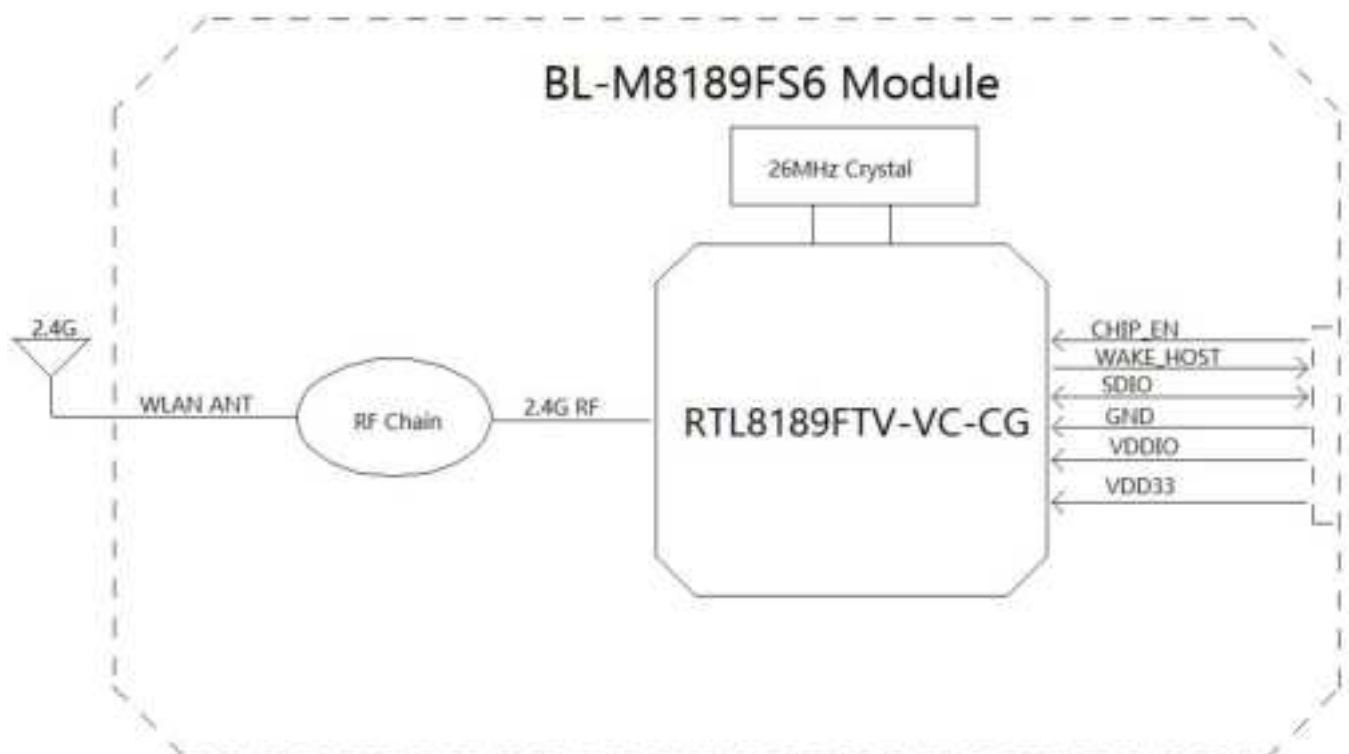 BL-M8189FS6 Module
26MHz Crystal
2.4G
WLAN ANT
RF Chain
2.4G RF
RTL8189FTV-VC-CG
CHIP_EN
WAKE_HOST
SDIO
GND
VDDIO
VDD33